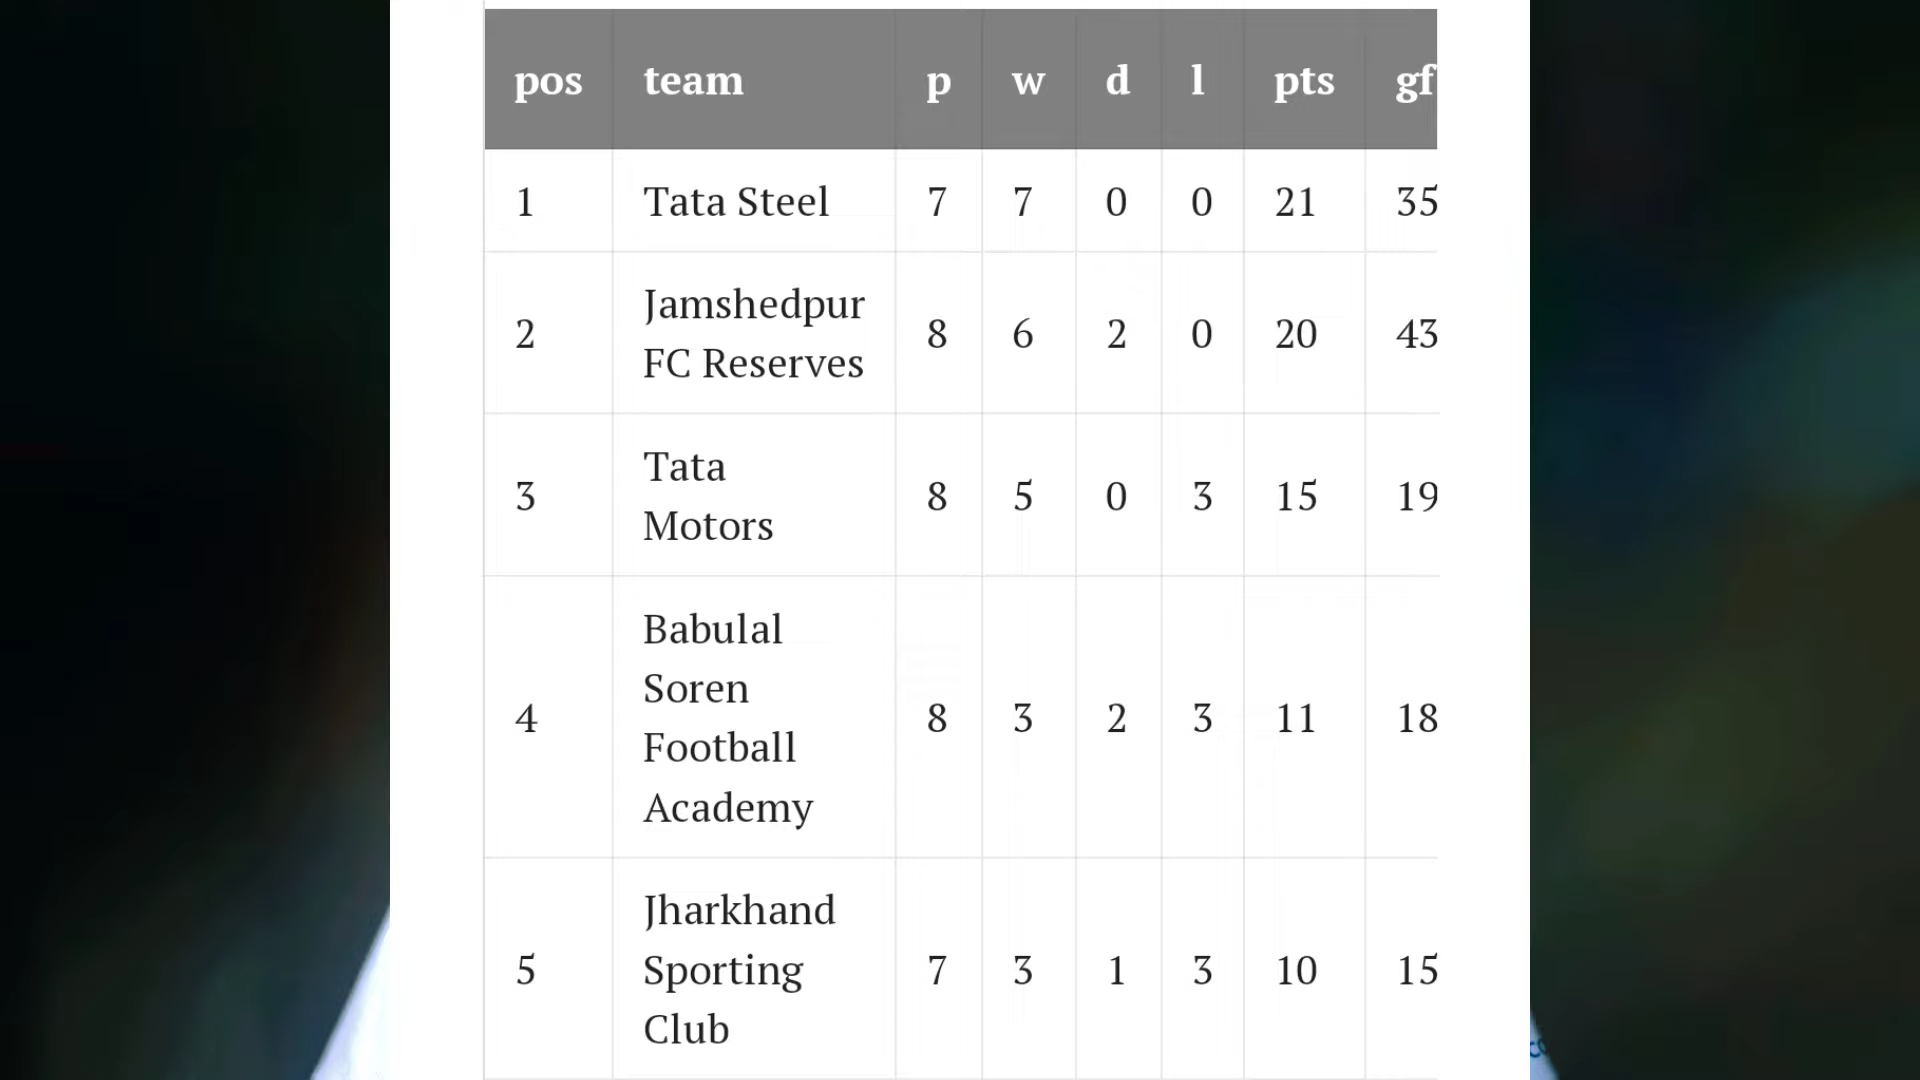 pos team p w d l pts gf
1 Tata Steel 7 7 0 0 21 35
Jamshedpur
2 8 6 2 0 20 43
FC Reserves
Tata
3 8 5 0 3 15 19
Motors
Babulal
Soren
4 8 3 2 3 11 18
Football
Academy
Jharkhand
5 Sporting 7 3 1 3 10 15
Club